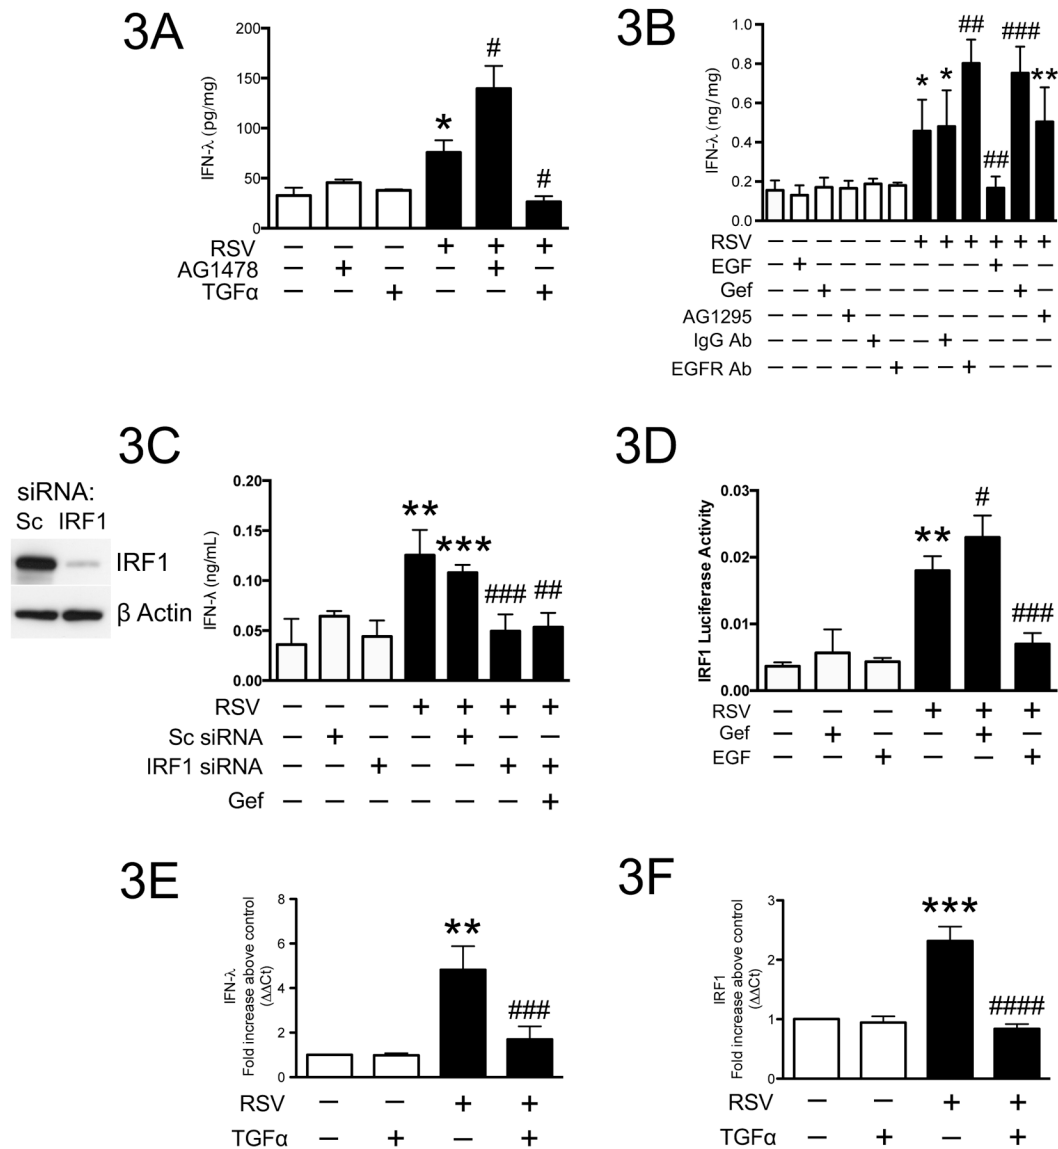 3A
IFN-λ (pg/mg)
200
150
100
50
0
*
#
#
RSV − − − + + +
AG1478 − + − − + −
TGFα − − + − − +
3B
IFN-λ (ng/mg)
1.0
0.8
0.6
0.4
0.2
0.0
*
*
##
##
###
**
RSV − − − − − − + + + + + +
EGF − + − − − − − − − + − −
Gef − − + − − − − − − − + −
AG1295 − − − + − − − − − − − +
IgG Ab − − − − + − − + − − − −
EGFR Ab − − − − − + − − + − − −
3C
siRNA:
Sc IRF1
IRF1
β Actin
IFN-λ (ng/mL)
0.20
0.15
0.10
0.05
0.00
**
***
###
##
RSV − − − + + + +
Sc siRNA − + − − + − −
IRF1 siRNA − − + − − + +
Gef − − − − − − +
3D
IRF1 Luciferase Activity
0.03
0.02
0.01
0.00
**
#
###
RSV − − − + + +
Gef − + − − + −
EGF − − + − − +
3E
IFN-λ
Fold increase above control
(ΔΔCt)
8
6
4
2
0
**
###
RSV − − + +
TGFα − + − +
3F
IRF1
Fold increase above control
(ΔΔCt)
3
2
1
0
***
####
RSV − − + +
TGFα − + − +